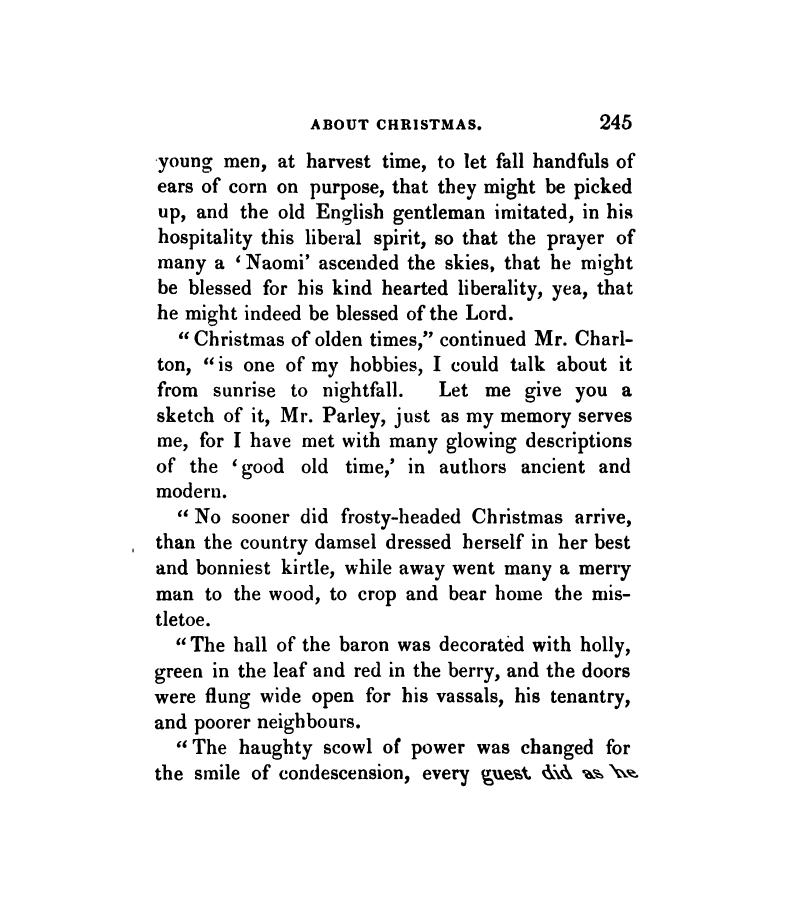 ABOUT CHRISTMAS. 245
young men, at harvest time, to let fall handfuls of
ears of corn on purpose, that they might be picked
up, and the old English gentleman imitated, in his
hospitality this liberal spirit, so that the prayer of
many a ‘Naomi’ ascended the skies, that he might
be blessed for his kind hearted liberality, yea, that
he might indeed be blessed of the Lord.
“Christmas of olden times,” continued Mr. Charl-
ton, “is one of my hobbies, I could talk about it
from sunrise to nightfall. Let me give you a
sketch of it, Mr. Parley, just as my memory serves
me, for I have met with many glowing descriptions
of the ‘good old time,’ in authors ancient and
modern.
“No sooner did frosty-headed Christmas arrive,
than the country damsel dressed herself in her best
and bonniest kirtle, while away went many a merry
man to the wood, to crop and bear home the mis-
tletoe.
“The hall of the baron was decorated with holly,
green in the leaf and red in the berry, and the doors
were flung wide open for his vassals, his tenantry,
and poorer neighbours.
“The haughty scowl of power was changed for
the smile of condescension, every guest did as he